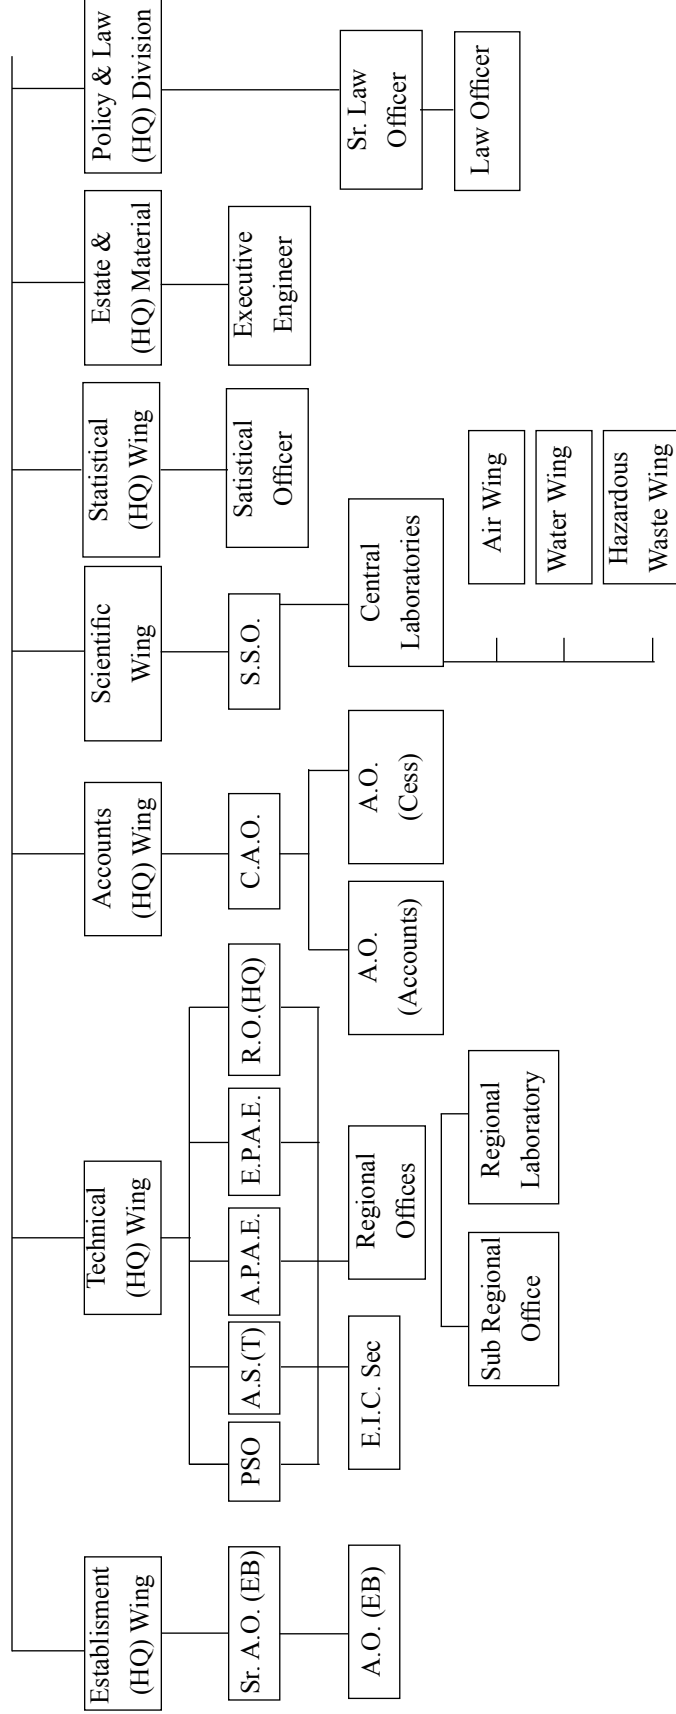 Establisment
(HQ) Wing
Technical
(HQ) Wing
Accounts
(HQ) Wing
Scientific
Wing
Statistical
(HQ) Wing
Estate &
(HQ) Material
Policy & Law
(HQ) Division
Sr. A.O. (EB)
PSO
A.S.(T)
A.P.A.E.
E.P.A.E.
R.O.(HQ)
C.A.O.
S.S.O.
Satistical
Officer
Executive
Engineer
A.O. (EB)
E.I.C. Sec
Regional
Offices
A.O.
(Accounts)
A.O.
(Cess)
Central
Laboratories
Sr. Law
Officer
Sub Regional
Office
Regional
Laboratory
Air Wing
Water Wing
Hazardous
Waste Wing
Law Officer